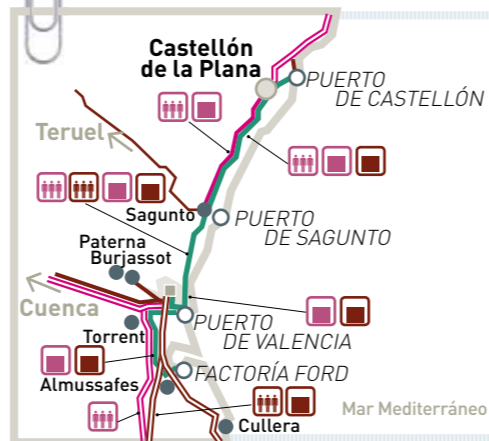 Castellón
de la Plana
PUERTO
DE CASTELLÓN
Teruel
Sagunto
PUERTO
DE SAGUNTO
Paterna
Burjassot
Cuenca
PUERTO
DE VALENCIA
Torrent
FACTORÍA FORD
Almussafes
Mar Mediterráneo
Cullera